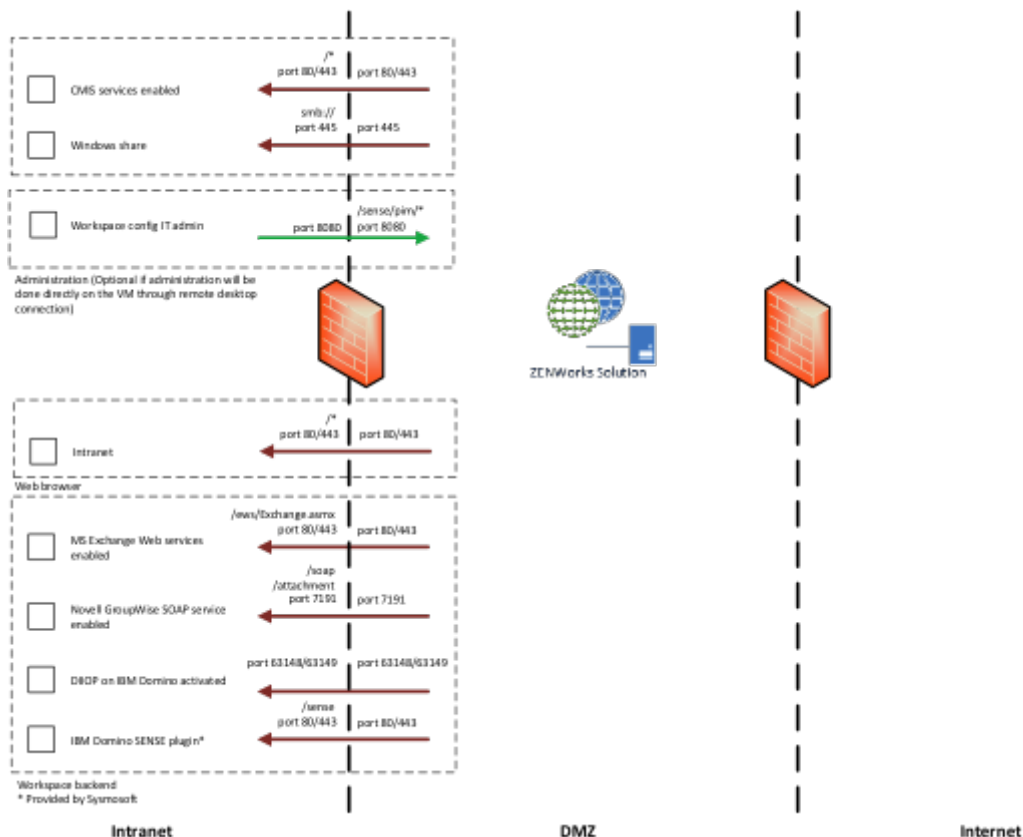 /*
port 80/443 port 80/443
CMIS services enabled
smb://
port 445 port 445
Windows share
/sense/pim/*
Workspace config IT admin
port 8080 port 8080
Administration (Optional if administration will be
done directly on the VM through remote desktop
connection)
ZENWorks Solution
/*
port 80/443 port 80/443
Intranet
Web browser
/ews/Exchange.asmx
port 80/443 port 80/443
MS Exchange Web services
enabled
/soap
/attachment
port 7191 port 7191
Novell GroupWise SOAP service
enabled
port 63148/63149 port 63148/63149
DIIOP on IBM Domino activated
/sense
port 80/443 port 80/443
IBM Domino SENSE plugin*
Workspace backend
* Provided by Sysmosoft
Intranet DMZ Internet